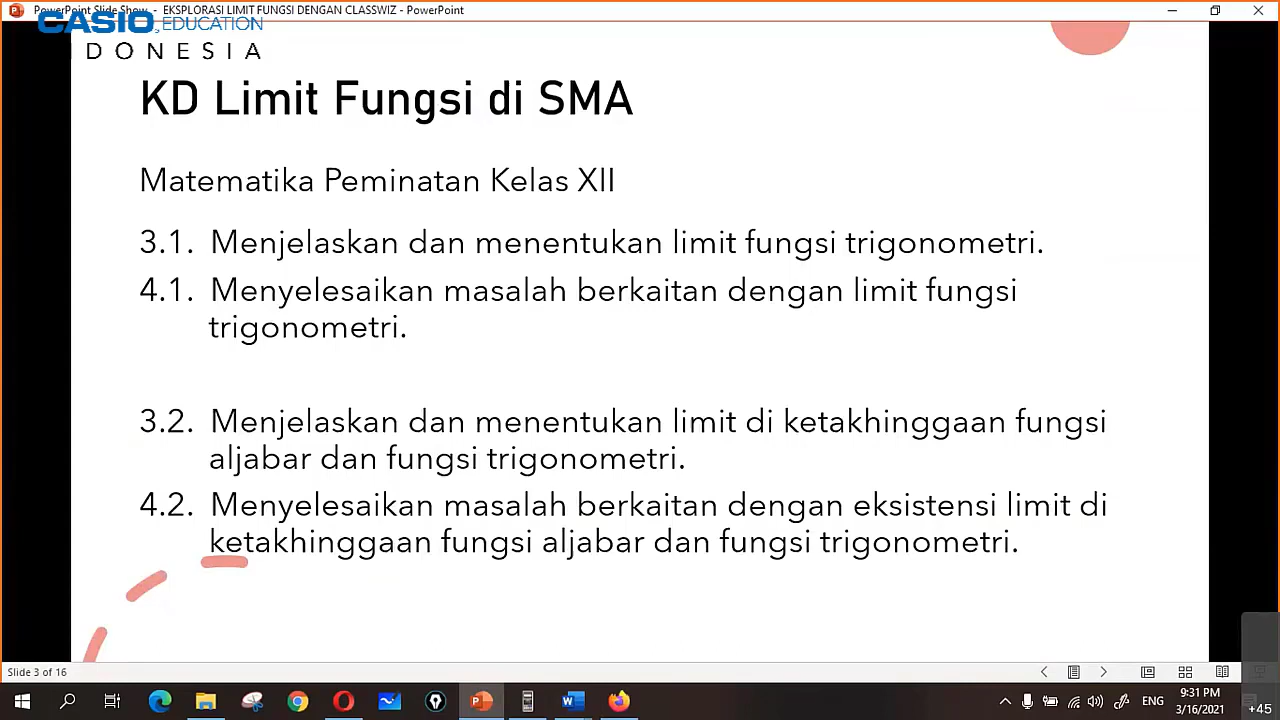 PowerPoint Slide Show - EKSPLORASI LIMIT FUNGSI DENGAN CLASSWIZ - PowerPoint
CASIO EDUCATION
NDONESIA
KD Limit Fungsi di SMA
Matematika Peminatan Kelas XII
3.1. Menjelaskan dan menentukan limit fungsi trigonometri.
4.1. Menyelesaikan masalah berkaitan dengan limit fungsi
trigonometri.
3.2. Menjelaskan dan menentukan limit di ketakhinggaan fungsi
aljabar dan fungsi trigonometri.
4.2. Menyelesaikan masalah berkaitan dengan eksistensi limit di
ketakhinggaan fungsi aljabar dan fungsi trigonometri.
Slide 3 of 16
ENG
9:31 PM
3/16/2021
+45